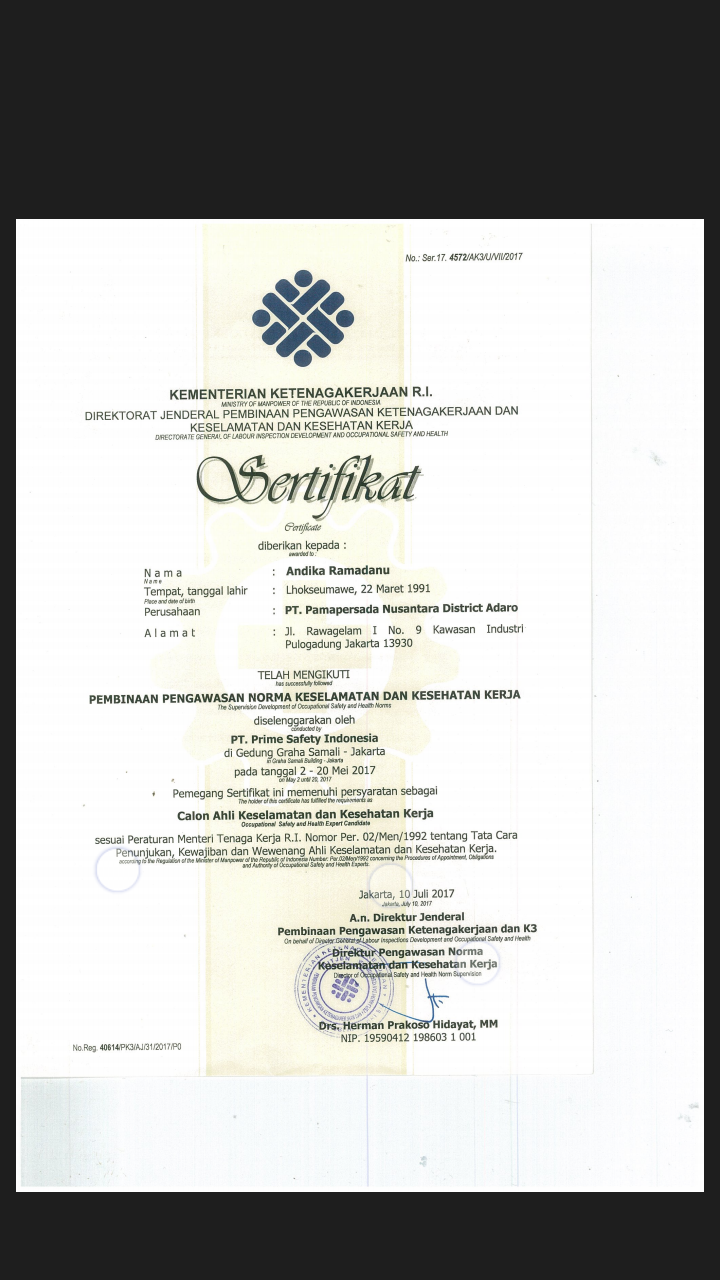 No.: Ser.17. 4572/AK3/U/VII/2017
KEMENTERIAN KETENAGAKERJAAN R.I.
MINISTRY OF MANPOWER OF THE REPUBLIC OF INDONESIA
DIREKTORAT JENDERAL PEMBINAAN PENGAWASAN KETENAGAKERJAAN DAN
KESELAMATAN DAN KESEHATAN KERJA
DIRECTORATE GENERAL OF LABOUR INSPECTION DEVELOPMENT AND OCCUPATIONAL SAFETY AND HEALTH
Sertifikat
Certificate
diberikan kepada :
awarded to :
Nama : Andika Ramadanu
Name
Tempat, tanggal lahir : Lhokseumawe, 22 Maret 1991
Place and date of birth
Perusahaan : PT. Pamapersada Nusantara District Adaro
Alamat : Jl. Rawagelam I No. 9 Kawasan Industri
Pulogadung Jakarta 13930
TELAH MENGIKUTI
has successfully followed
PEMBINAAN PENGAWASAN NORMA KESELAMATAN DAN KESEHATAN KERJA
The Supervision Development of Occupational Safety and Health Norms
diselenggarakan oleh
conducted by
PT. Prime Safety Indonesia
di Gedung Graha Samali - Jakarta
in Graha Samali Building - Jakarta
pada tanggal 2 - 20 Mei 2017
on May 2 until 20, 2017
Pemegang Sertifikat ini memenuhi persyaratan sebagai
The holder of this certificate has fulfilled the requirements as
Calon Ahli Keselamatan dan Kesehatan Kerja
Occupational Safety and Health Expert Candidate
sesuai Peraturan Menteri Tenaga Kerja R.I. Nomor Per. 02/Men/1992 tentang Tata Cara
Penunjukan, Kewajiban dan Wewenang Ahli Keselamatan dan Kesehatan Kerja.
according to the Regulation of the Minister of Manpower of the Republic of Indonesia Number: Per.02/Men/1992 concerning the Procedures of Appointment, Obligations
and Authority of Occupational Safety and Health Experts.
Jakarta, 10 Juli 2017
Jakarta, July 10, 2017
A.n. Direktur Jenderal
Pembinaan Pengawasan Ketenagakerjaan dan K3
On behalf of Director General of Labour Inspections Development and Occupational Safety and Health
Direktur Pengawasan Norma
Keselamatan dan Kesehatan Kerja
Director of Occupational Safety and Health Norm Supervision
KEMENTERIAN KETENAGAKERJAAN
Drs. Herman Prakoso Hidayat, MM
NIP. 19590412 198603 1 001
No.Reg. 40614/PK3/AJ/31/2017/P0